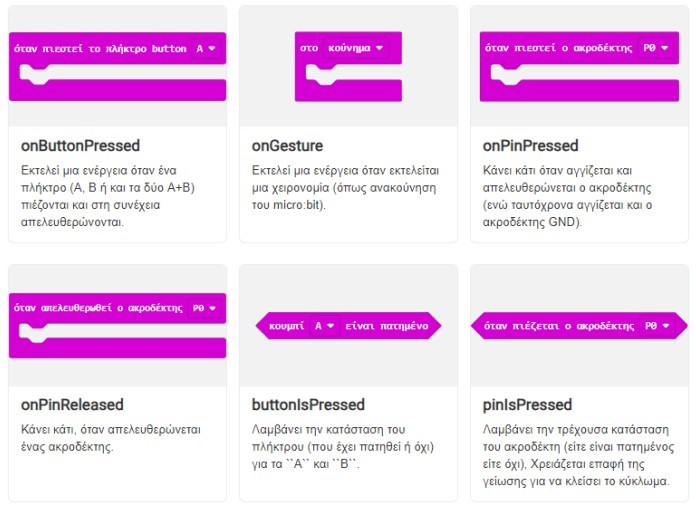 όταν πιεστεί το πλήκτρο button A
στο κούνημα
όταν πιεστεί ο ακροδέκτης P0
onButtonPressed
Εκτελεί μια ενέργεια όταν ένα
πλήκτρο (A, B ή και τα δύο A+B)
πιέζονται και στη συνέχεια
απελευθερώνονται.
onGesture
Εκτελεί μια ενέργεια όταν εκτελείται
μια χειρονομία (όπως ανακούνηση
του micro:bit).
onPinPressed
Κάνει κάτι όταν αγγίζεται και
απελευθερώνεται ο ακροδέκτης
(ενώ ταυτόχρονα αγγίζεται και ο
ακροδέκτης GND).
όταν απελευθερωθεί ο ακροδέκτης P0
κουμπί A είναι πατημένο
όταν πιέζεται ο ακροδέκτης P0
onPinReleased
Κάνει κάτι, όταν απελευθερώνεται
ένας ακροδέκτης.
buttonIsPressed
Λαμβάνει την κατάσταση του
πλήκτρου (που έχει πατηθεί ή όχι)
για τα ``A`` και ``B``.
pinIsPressed
Λαμβάνει την τρέχουσα κατάσταση
του ακροδέκτη (είτε είναι πατημένος
είτε όχι), Χρειάζεται επαφή της
γείωσης για να κλείσει το κύκλωμα.